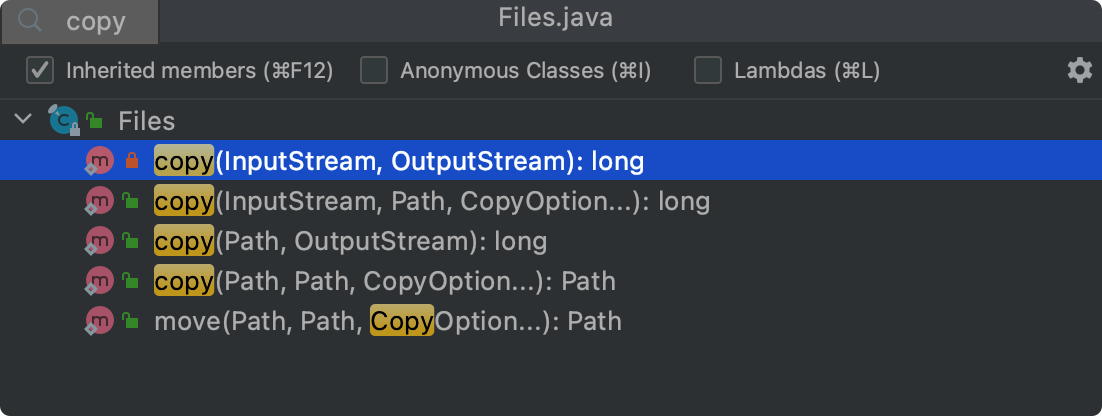 copy
Files.java
Inherited members (⌘F12) Anonymous Classes (⌘I) Lambdas (⌘L)
Files
copy(InputStream, OutputStream): long
copy(InputStream, Path, CopyOption...): long
copy(Path, OutputStream): long
copy(Path, Path, CopyOption...): Path
move(Path, Path, CopyOption...): Path